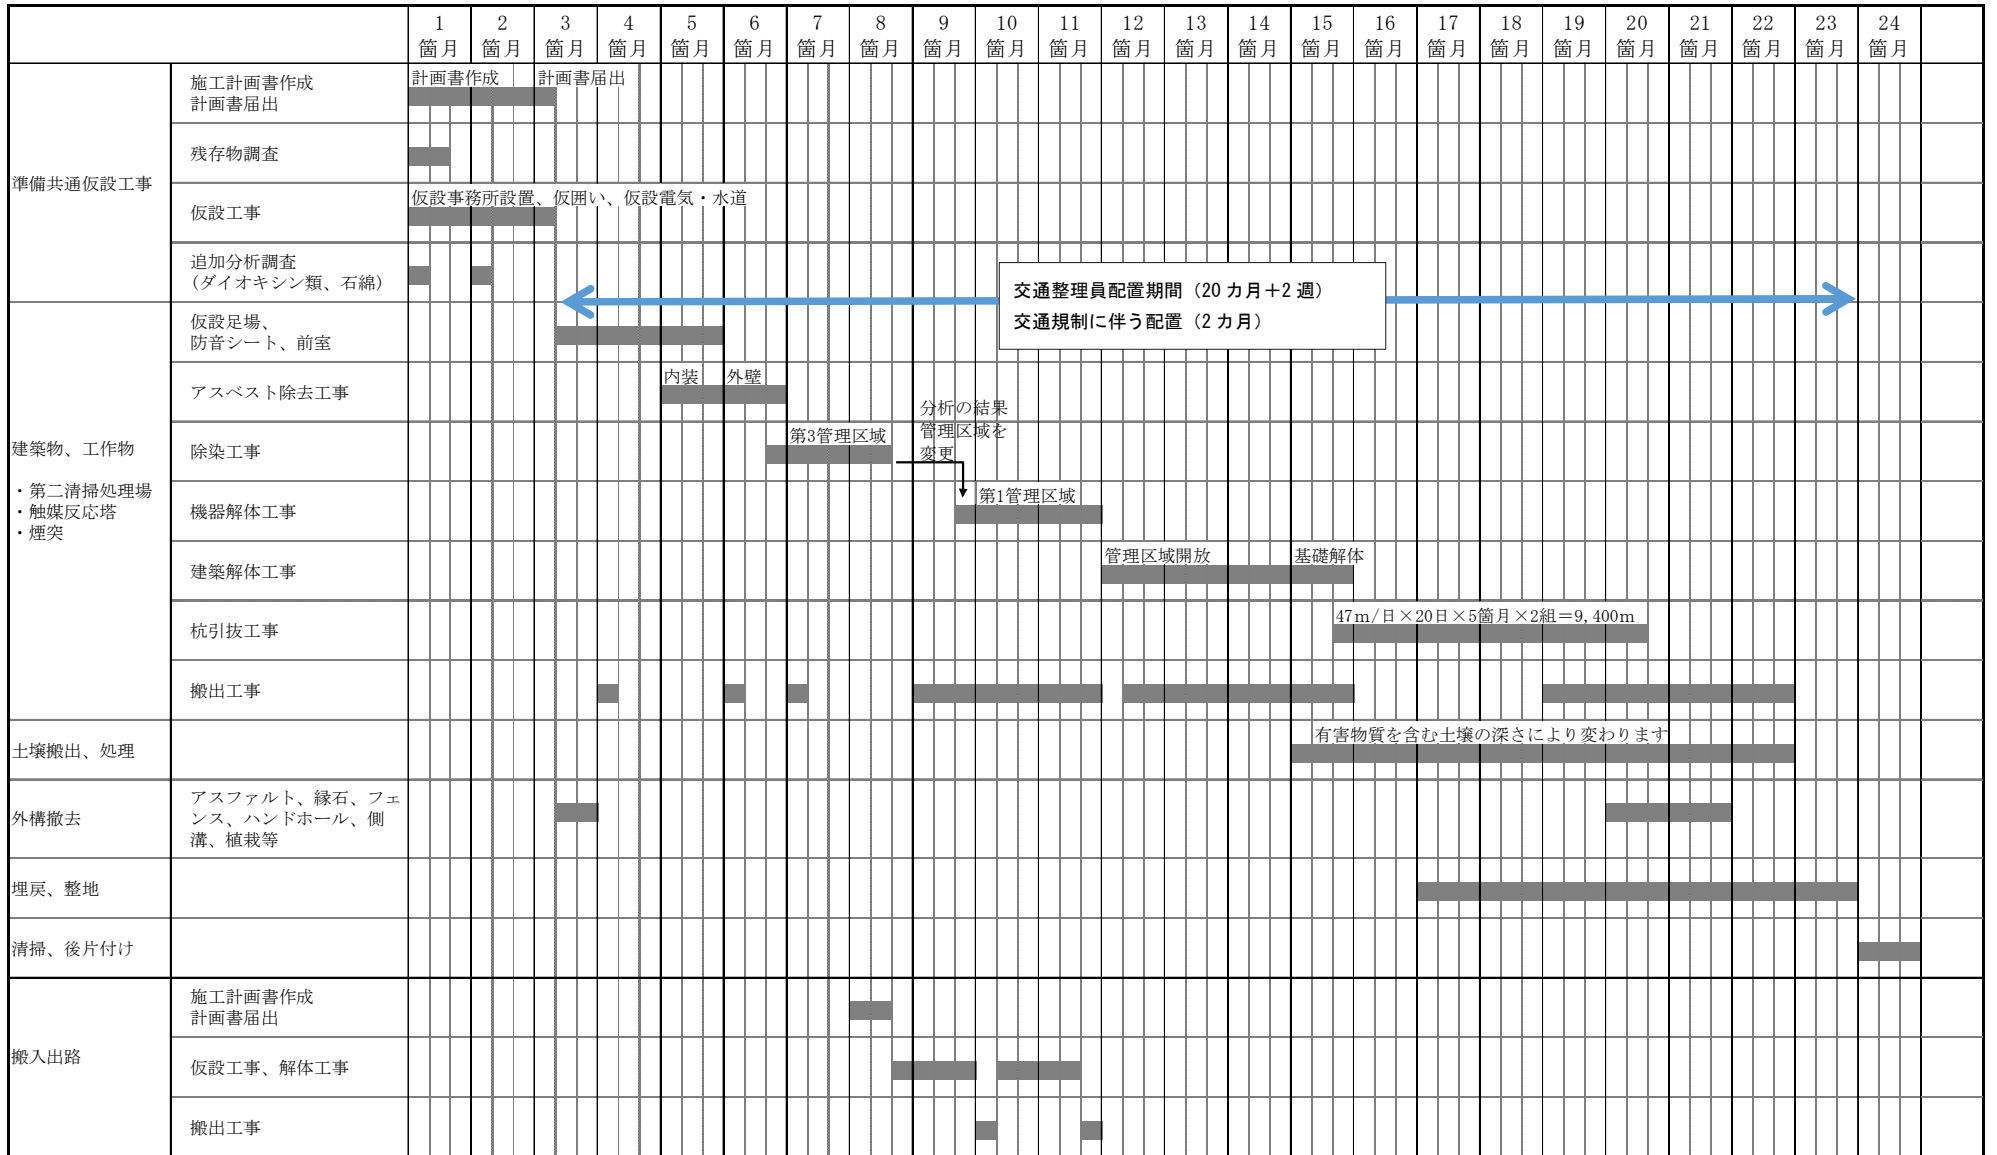 1 2 3 4 5 6 7 8 9 10 11 12 13 14 15 16 17 18 19 20 21 22 23 24
箇月 箇月 箇月 箇月 箇月 箇月 箇月 箇月 箇月 箇月 箇月 箇月 箇月 箇月 箇月 箇月 箇月 箇月 箇月 箇月 箇月 箇月 箇月 箇月
準備共通仮設工事
施工計画書作成
計画書届出
計画書作成 計画書届出
残存物調査
仮設工事
仮設事務所設置、仮囲い、仮設電気・水道
追加分析調査
(ダイオキシン類、石綿)
交通整理員配置期間（20カ月＋2週）
交通規制に伴う配置（2カ月）
建築物、工作物
・第二清掃処理場
・触媒反応塔
・煙突
仮設足場、
防音シート、前室
アスベスト除去工事
内装 外壁
除染工事
第3管理区域
分析の結果
管理区域を
変更
機器解体工事
第1管理区域
建築解体工事
管理区域開放 基礎解体
杭引抜工事
47m/日×20日×5箇月×2組＝9,400m
搬出工事
土壌搬出、処理
有害物質を含む土壌の深さにより変わります
外構撤去
アスファルト、縁石、フェ
ンス、ハンドホール、側
溝、植栽等
埋戻、整地
清掃、後片付け
搬入出路
施工計画書作成
計画書届出
仮設工事、解体工事
搬出工事